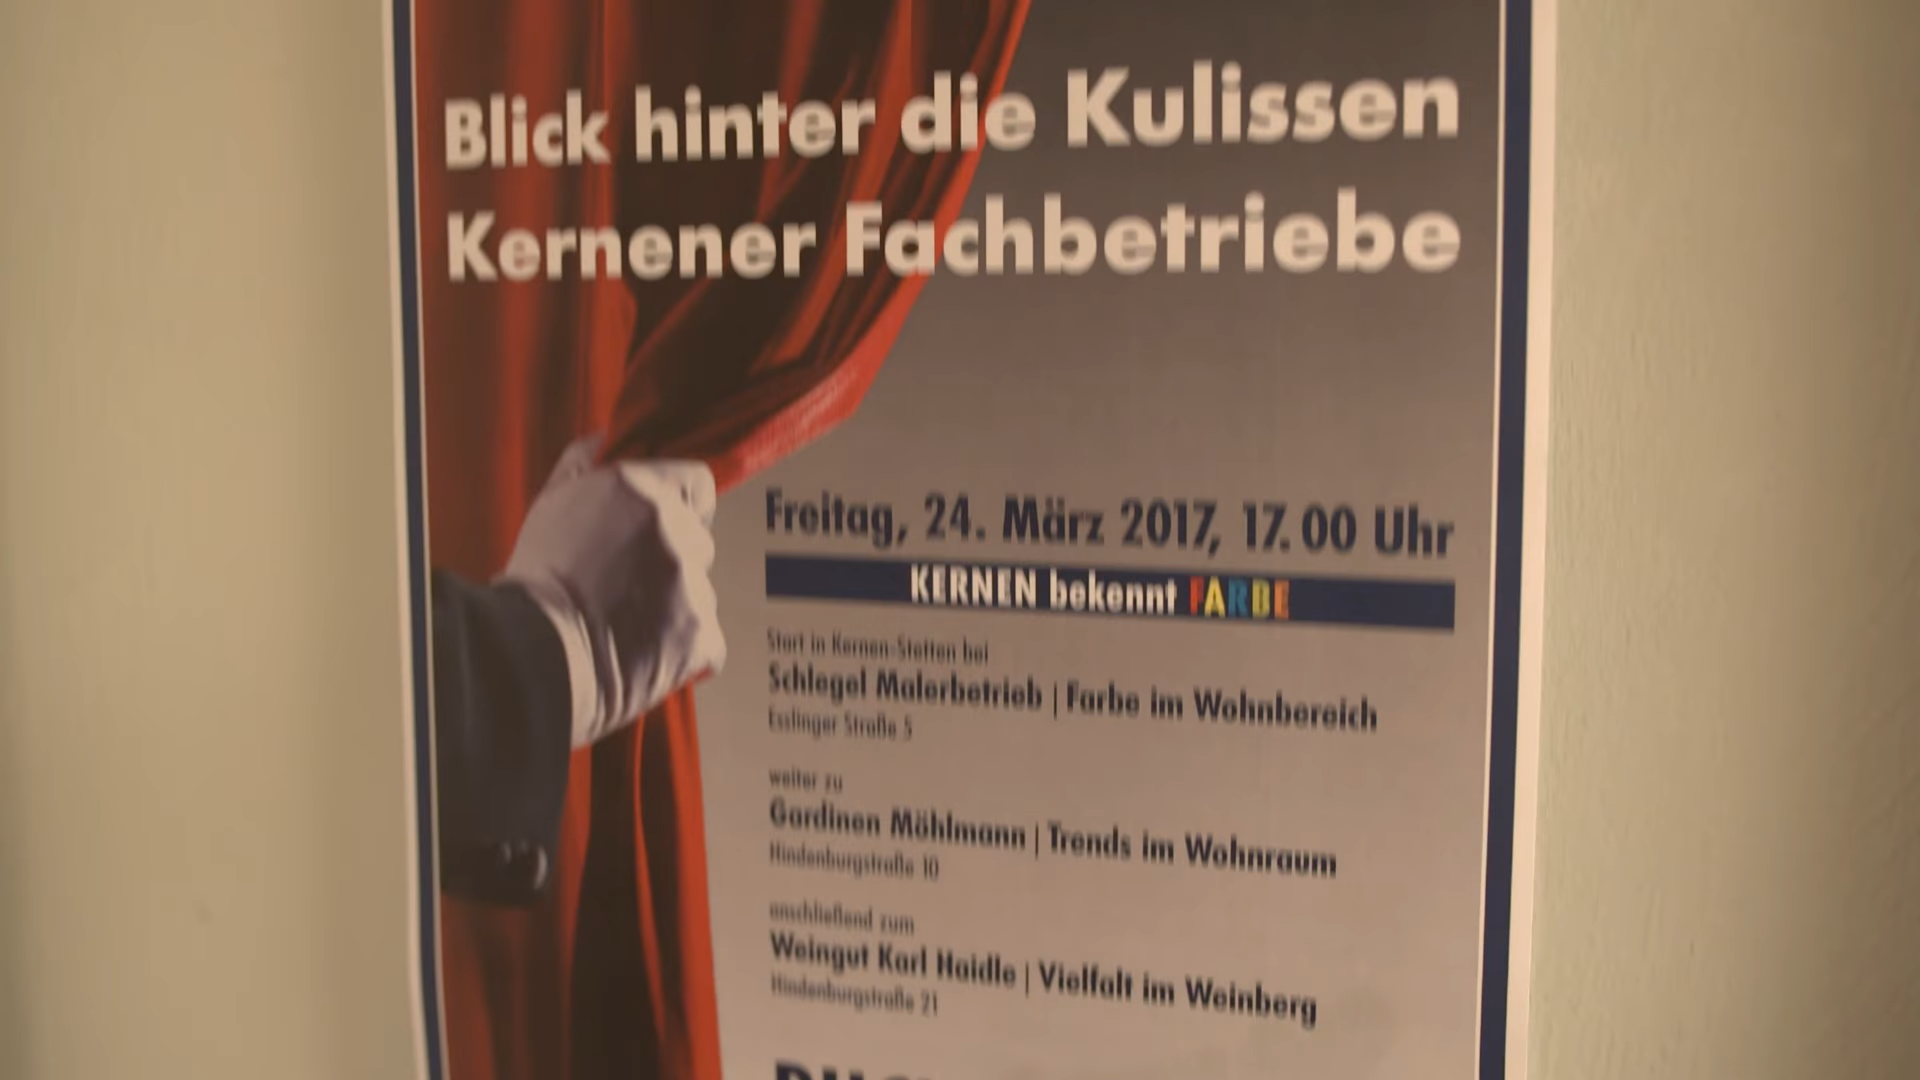 Blick hinter die Kulissen
Kernener Fachbetriebe
Freitag, 24. März 2017, 17.00 Uhr
KERNEN bekennt FARBE
Start in Kernen-Stetten bei
Schlegel Malerbetrieb | Farbe im Wohnbereich
Esslinger Straße 5
weiter zu
Gardinen Möhlmann | Trends im Wohnraum
Hindenburgstraße 10
anschließend zum
Weingut Karl Haidle | Vielfalt im Weinberg
Hindenburgstraße 21